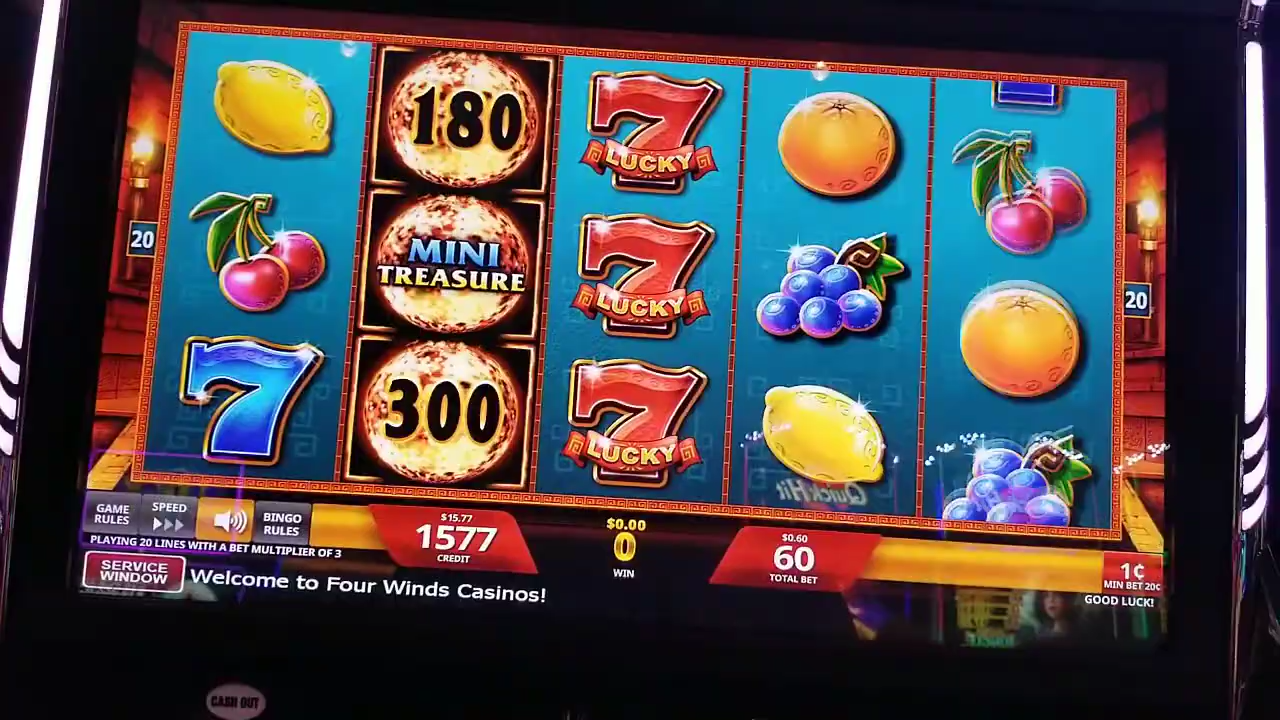 180
LUCKY
MINI
TREASURE
20
LUCKY
20
7
300
LUCKY
QuickHit
GAME
RULES
SPEED
BINGO
RULES
$15.77
1577
CREDIT
$0.00
0
WIN
$0.60
60
TOTAL BET
1¢
MIN BET 20¢
PLAYING 20 LINES WITH A BET MULTIPLIER OF 3
SERVICE
WINDOW
Welcome to Four Winds Casinos!
GOOD LUCK!
CASH OUT